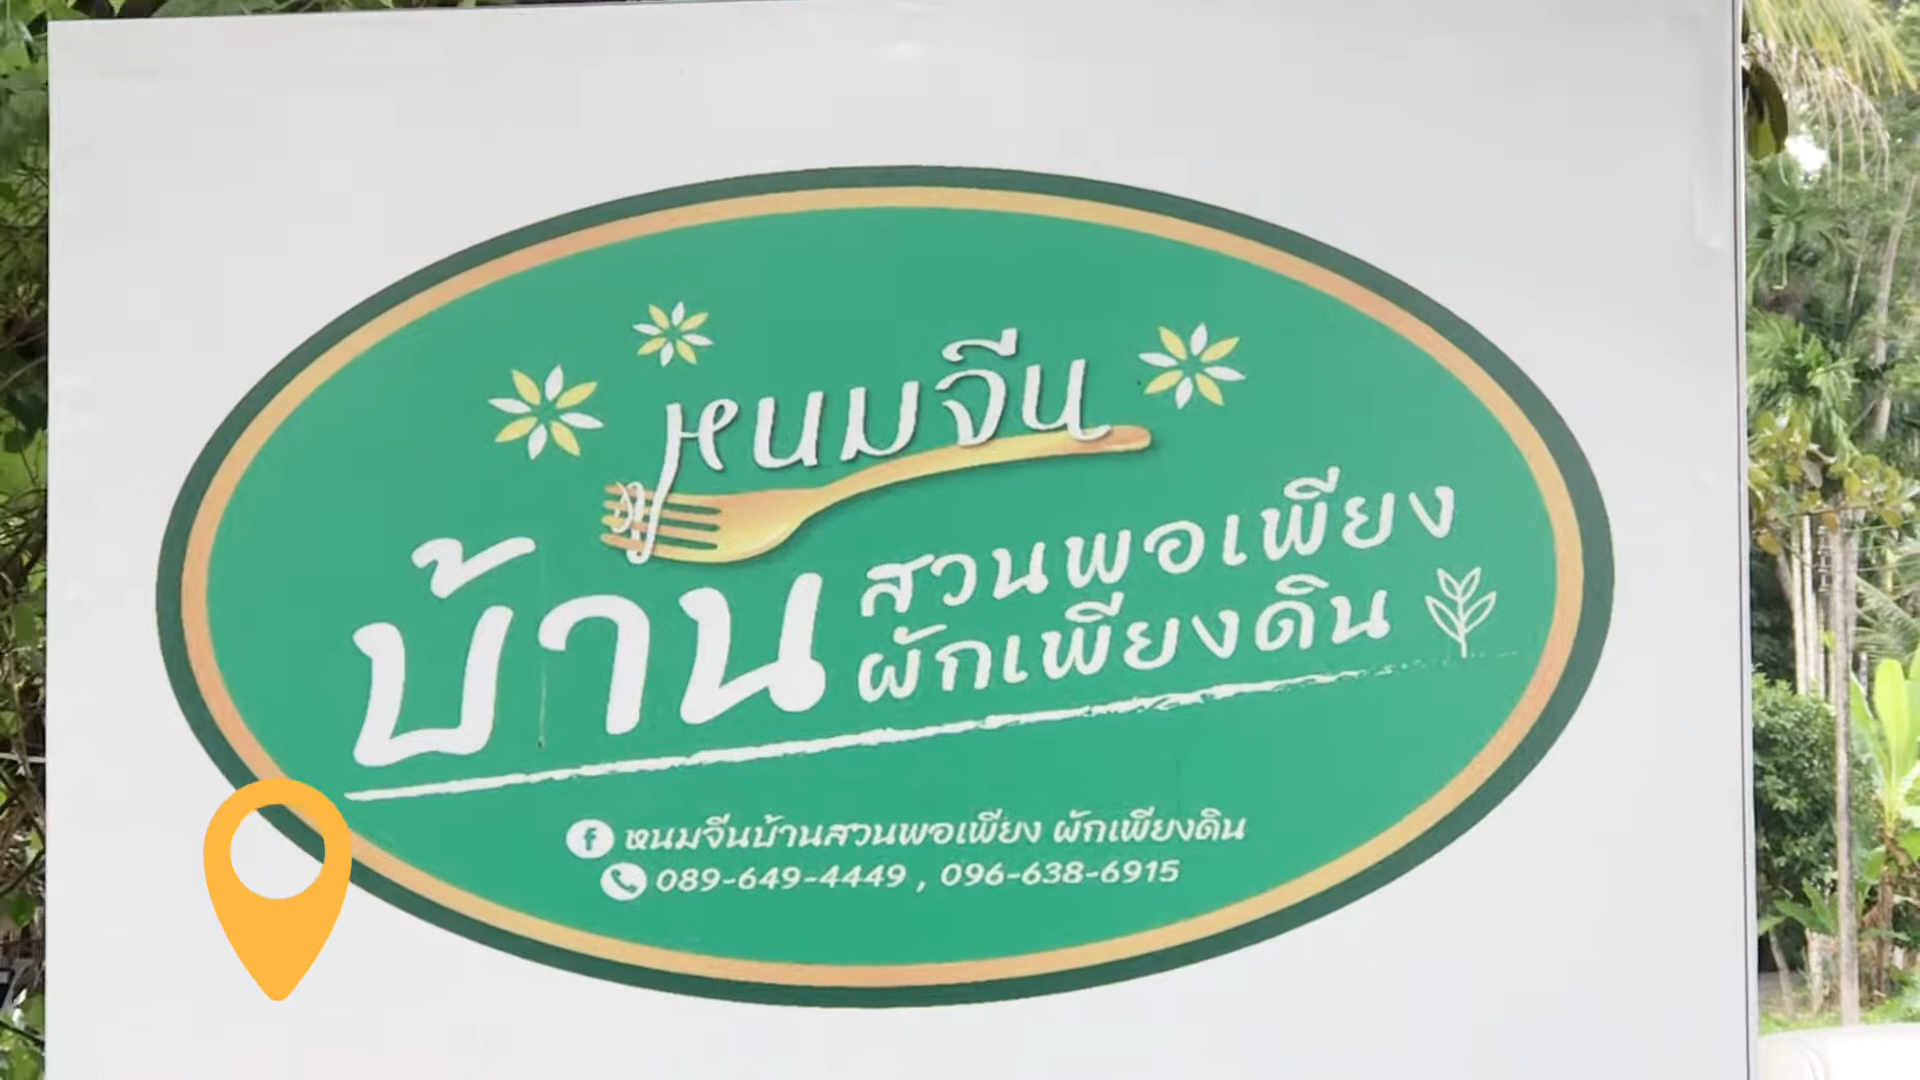 หนมจีน
บ้าน
สวนพอเพียง
ผักเพียงดิน
หนมจีนบ้านสวนพอเพียง ผักเพียงดิน
089-649-4449 , 096-638-6915